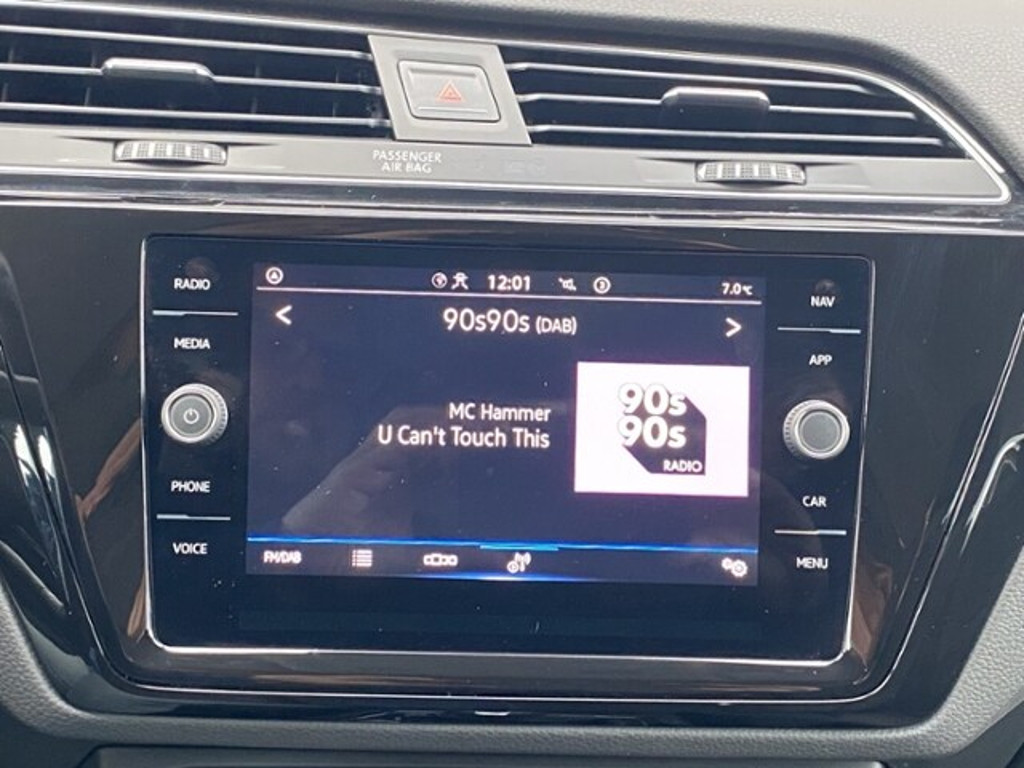 PASSENGER
AIR BAG
RADIO
MEDIA
PHONE
VOICE
12:01
2
7.0°C
<
90s90s (DAB)
>
MC Hammer
U Can't Touch This
90s
90s
RADIO
FM/DAB
NAV
APP
CAR
MENU